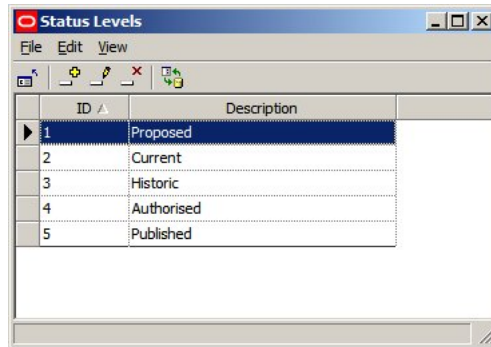 Status Levels
File Edit View
ID Description
1 Proposed
2 Current
3 Historic
4 Authorised
5 Published